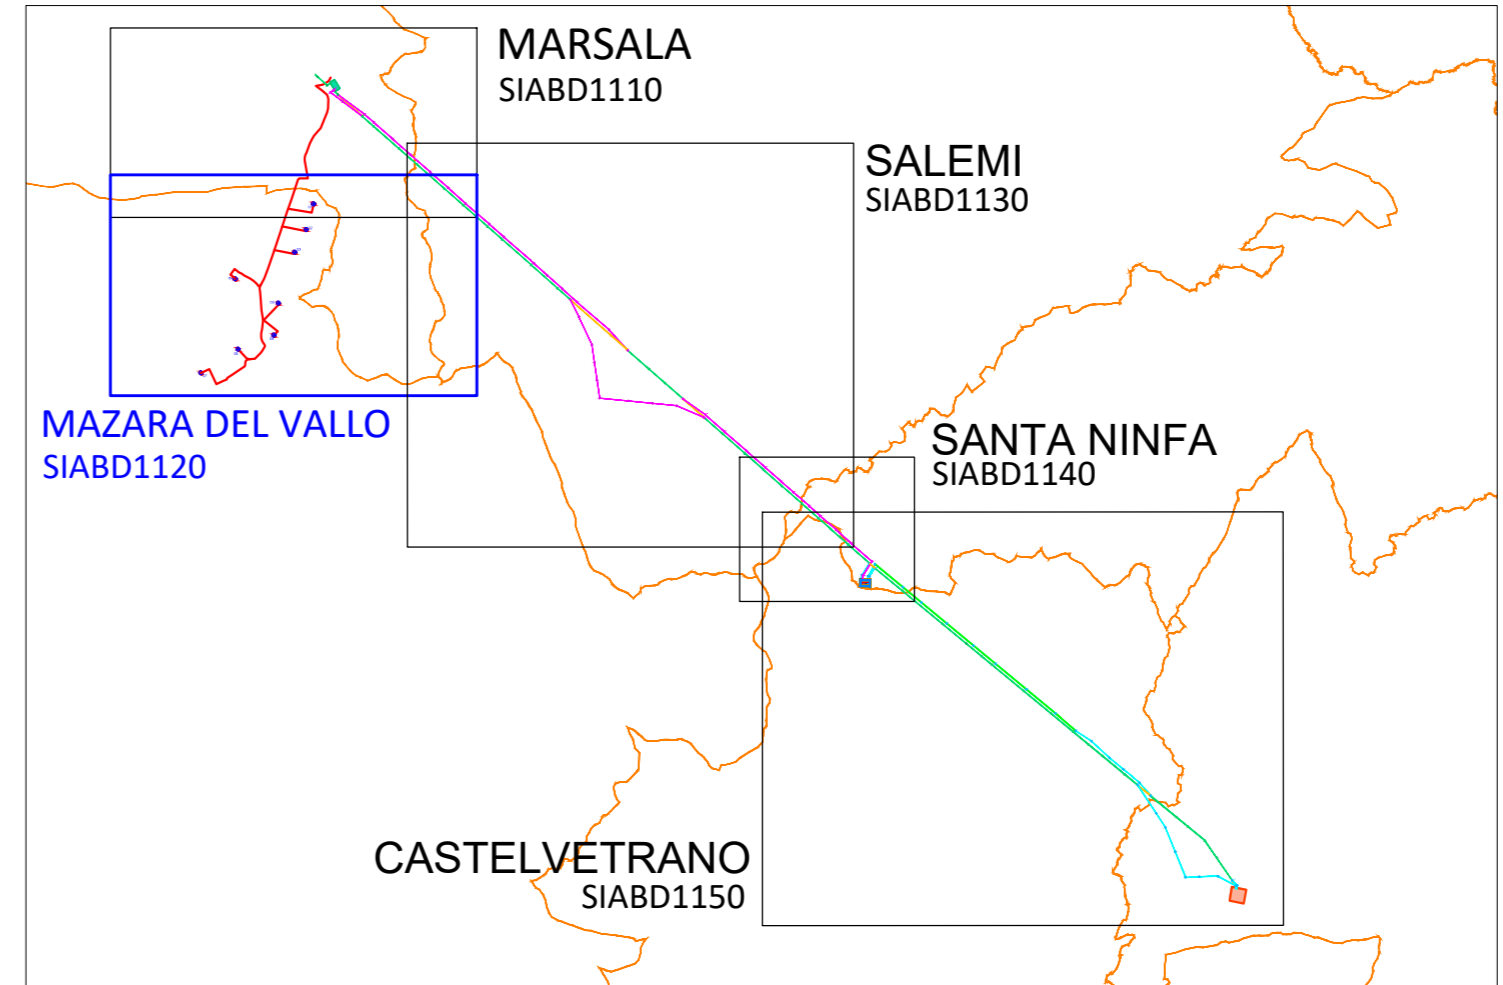 MARSALA
SIABD1110
SALEMI
SIABD1130
MAZARA DEL VALLO
SIABD1120
SANTA NINFA
SIABD1140
CASTELVETRANO
SIABD1150